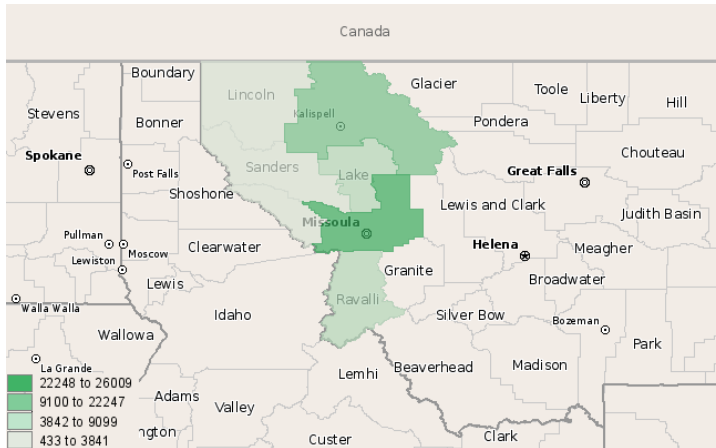 Canada
Boundary
Glacier
Toole
Liberty
Hill
Lincoln
Stevens
Bonner
Kalispell
Pondera
Chouteau
Spokane
Post Falls
Sanders
Lake
Great Falls
Shoshone
Lewis and Clark
Judith Basin
Missoula
Pullman
Moscow
Clearwater
Helena
Meagher
Lewiston
Granite
Broadwater
Lewis
Ravalli
Walla Walla
Idaho
Silver Bow
Bozeman
Wallowa
Park
La Grande
Lemhi
Beaverhead
Madison
22248 to 26009
9100 to 22247
Adams
Valley
3842 to 9099
ngton
Custer
Clark
433 to 3841